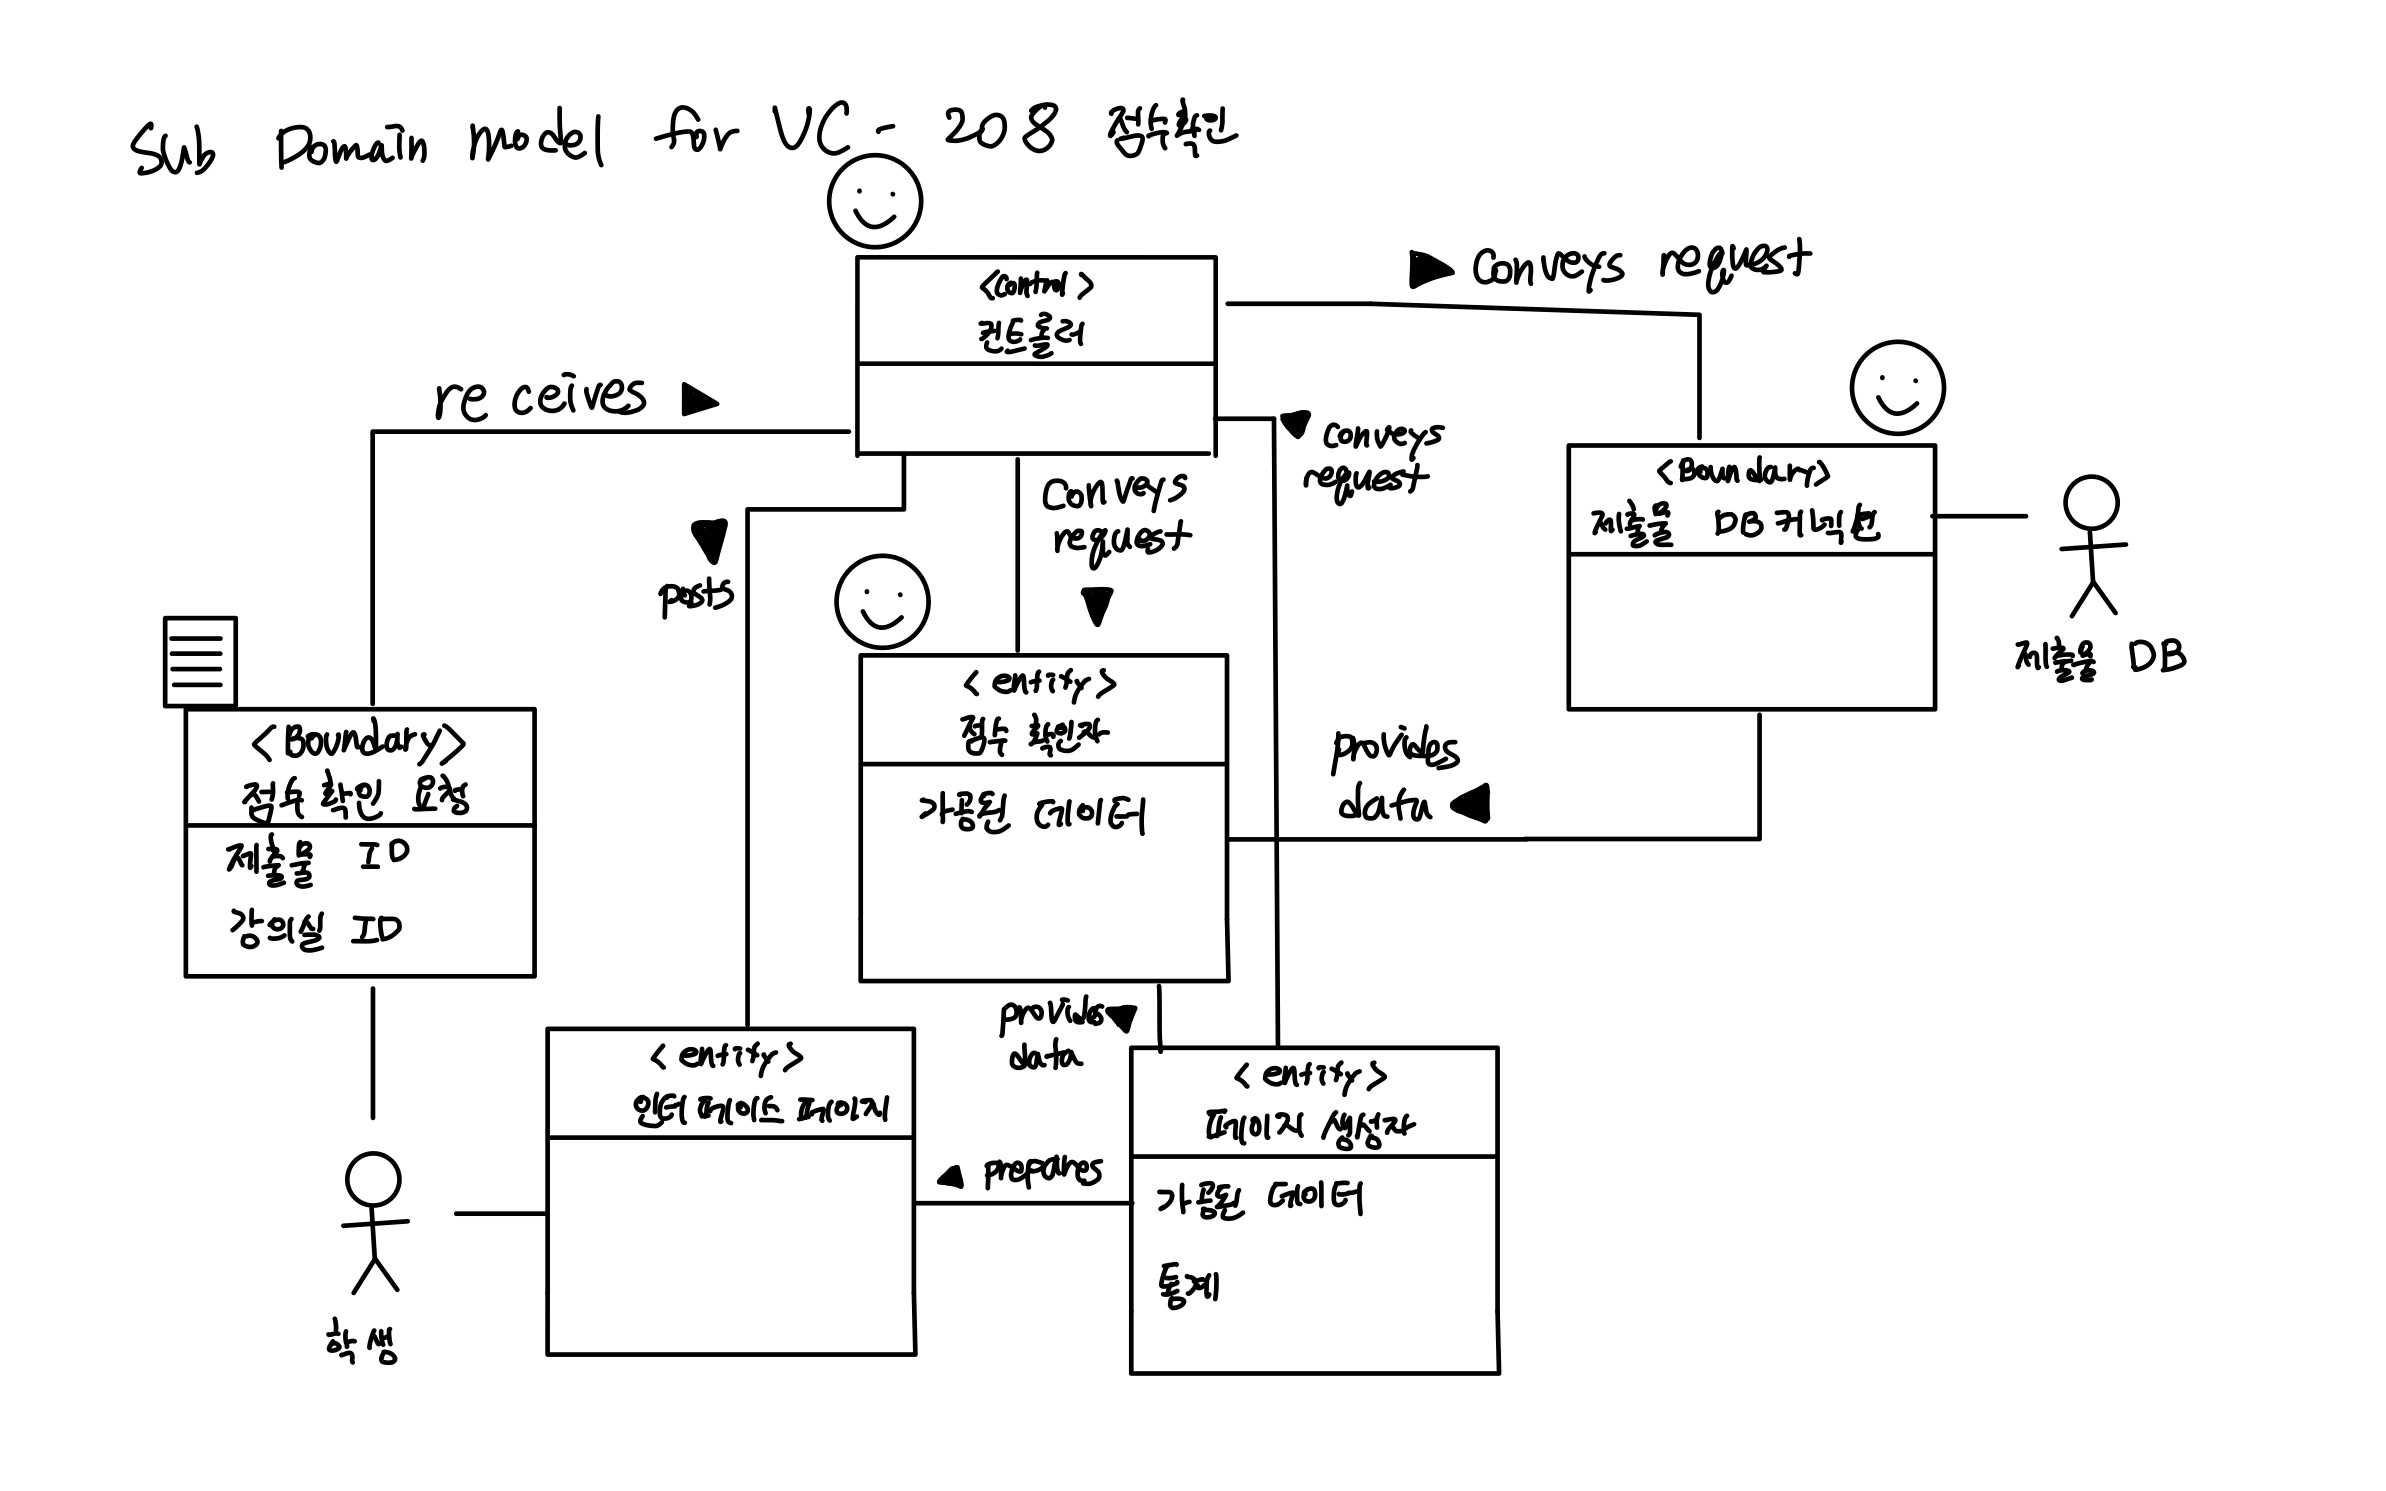 Sub Domain model for UC - 208 점수확인
<Control>
컨트롤러
conveys request
receives
conveys
request
conveys
request
posts
<Boundary>
제출물 DB 커넥션
제출물 DB
<entity>
점수 확인자
가공된 데이터
<Boundary>
점수 확인 요청
제출물 ID
강의실 ID
provides
data
provides
data
<entity>
인터페이스 페이지
<entity>
페이지 생성자
가공된 데이터
통계
prepares
학생